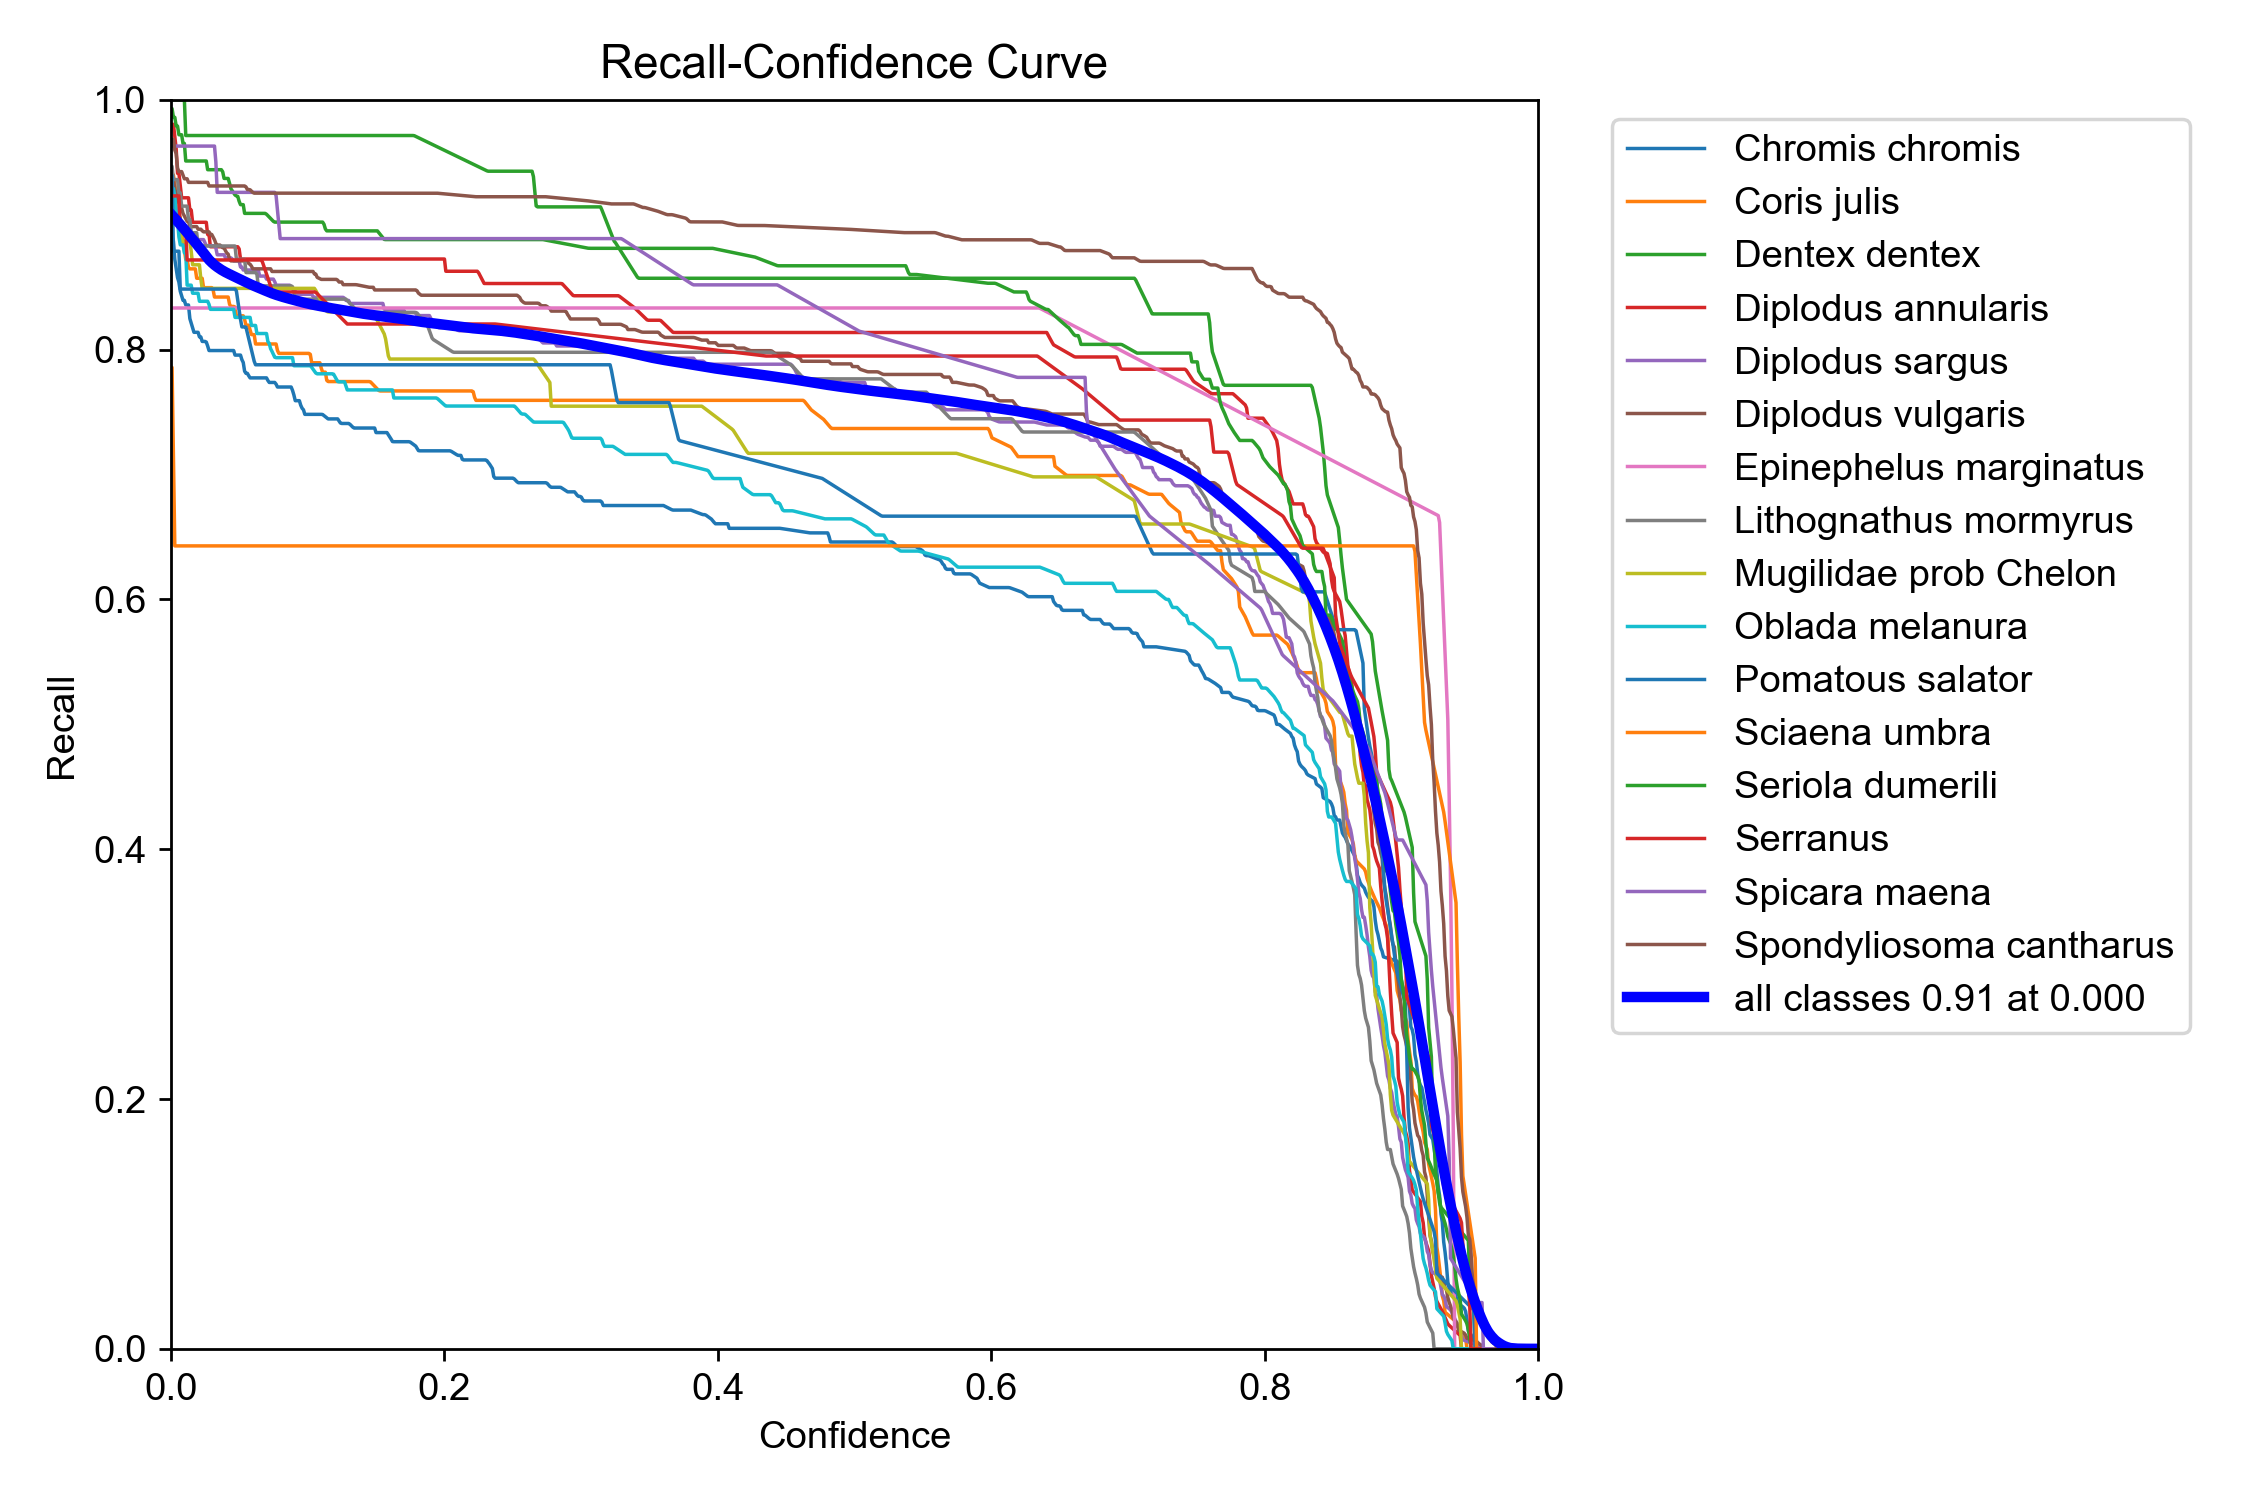 Recall-Confidence Curve
1.0
0.8
0.6
0.4
0.2
0.0
Recall
0.0 0.2 0.4 0.6 0.8 1.0
Confidence
Chromis chromis
Coris julis
Dentex dentex
Diplodus annularis
Diplodus sargus
Diplodus vulgaris
Epinephelus marginatus
Lithognathus mormyrus
Mugilidae prob Chelon
Oblada melanura
Pomatous salator
Sciaena umbra
Seriola dumerili
Serranus
Spicara maena
Spondyliosoma cantharus
all classes 0.91 at 0.000